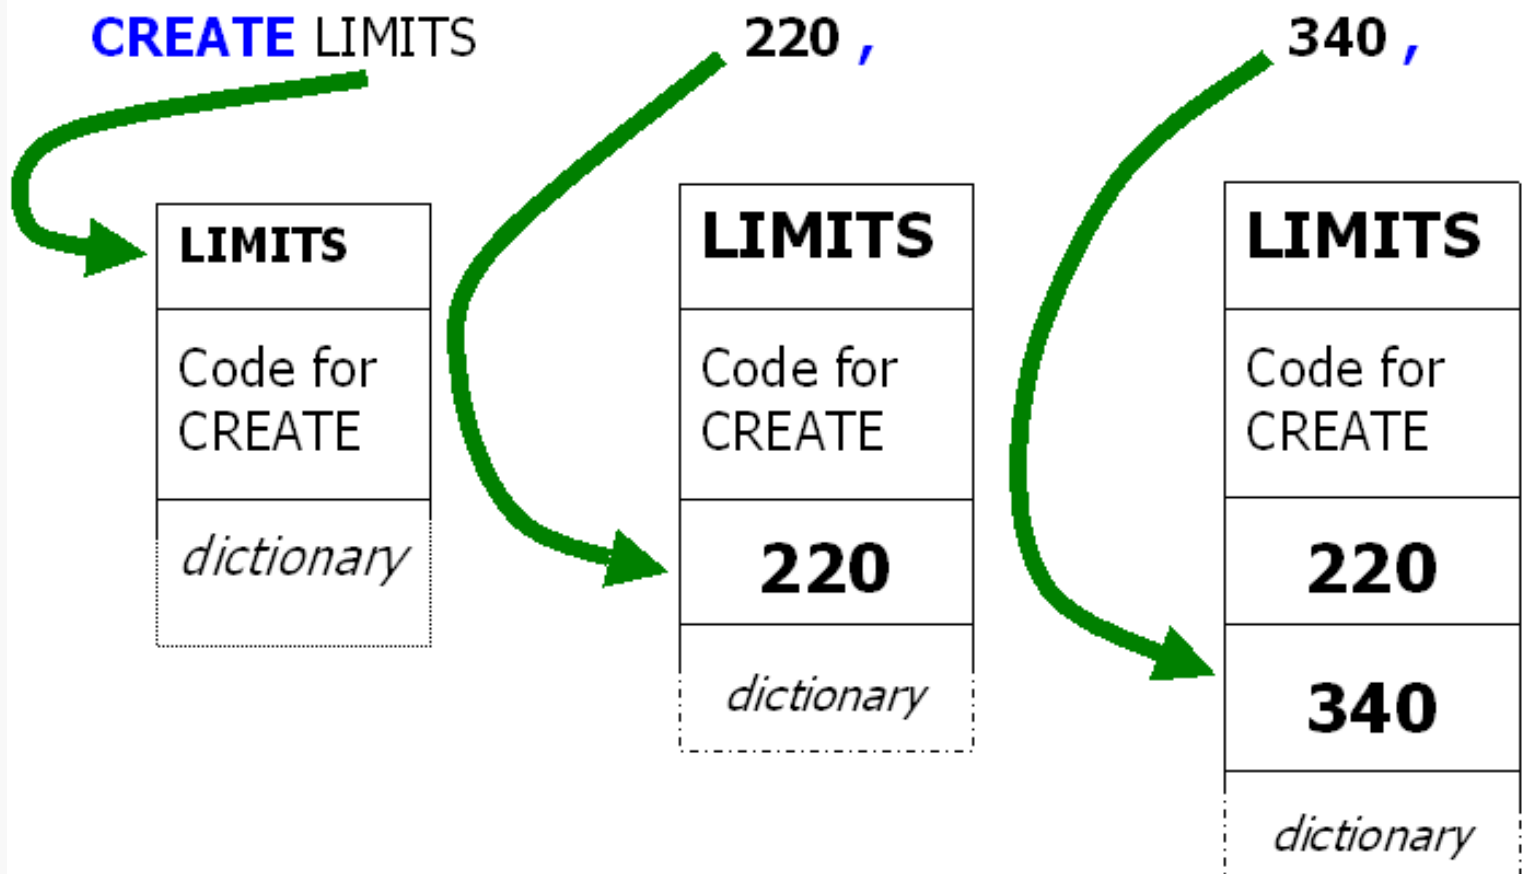 CREATE LIMITS
220 ,
340 ,
LIMITS
Code for
CREATE
dictionary
LIMITS
Code for
CREATE
220
dictionary
LIMITS
Code for
CREATE
220
340
dictionary